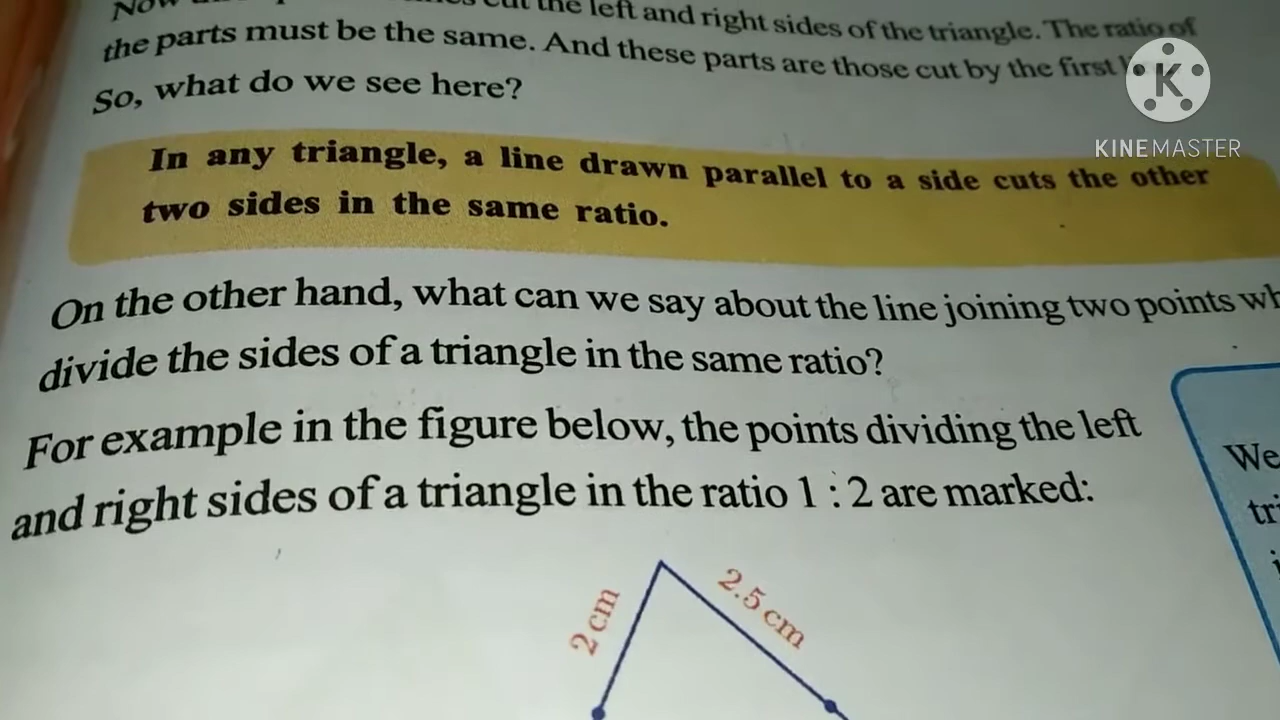 Now
the left and right sides of the triangle. The ratio of
the parts must be the same. And these parts are those cut by the first
So, what do we see here?
K
KINEMASTER
In any triangle, a line drawn parallel to a side cuts the other
two sides in the same ratio.
On the other hand, what can we say about the line joining two points
divide the sides of a triangle in the same ratio?
For example in the figure below, the points dividing the left
and right sides of a triangle in the ratio 1 : 2 are marked:
We
2 cm
2.5 cm